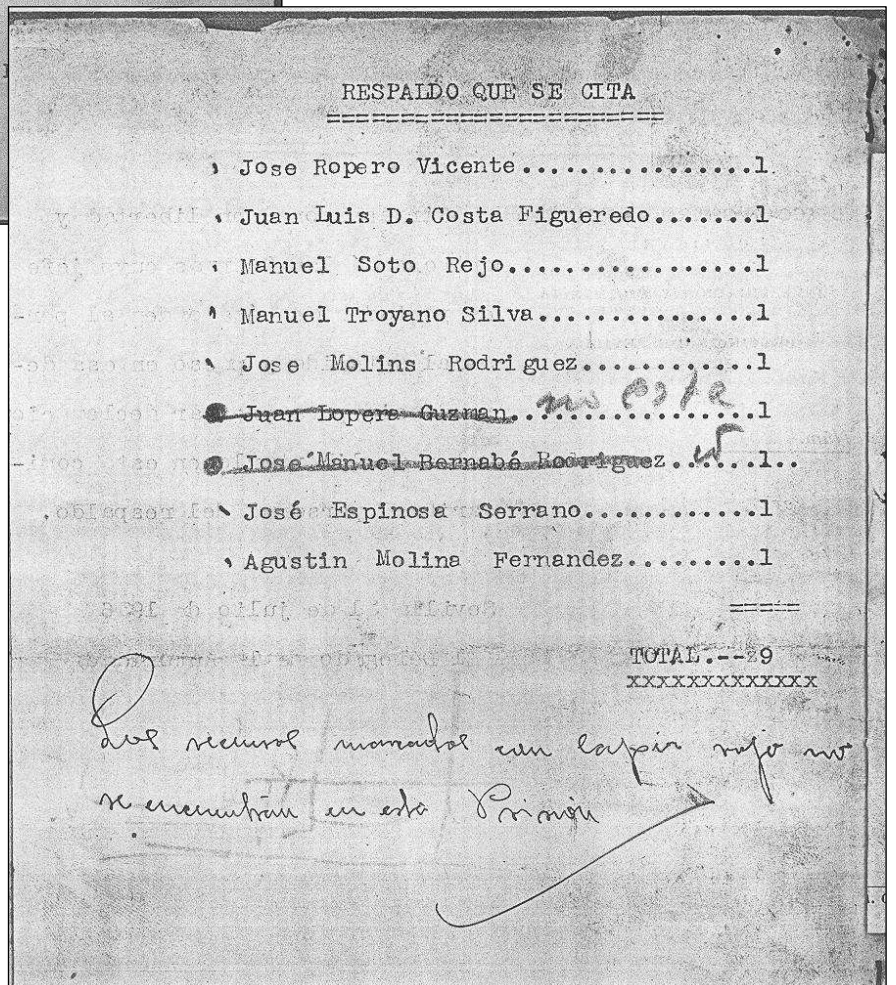 RESPALDO QUE SE CITA
=======================
Jose Ropero Vicente................1
Juan Luis D. Costa Figueredo.......1
Manuel Soto Rejo.................1
Manuel Troyano Silva...............1
Jose Molins Rodriguez............1
Juan Lopera Guzman.................1 no esta
José Manuel Bernabé Rodriguez......1..
José Espinosa Serrano............1
Agustin Molina Fernandez.........1
=====
TOTAL.--9
xxxxxxxxxxxxx
Los reclusos marcados con lapiz rojo no
se encuentran en esta Prisión